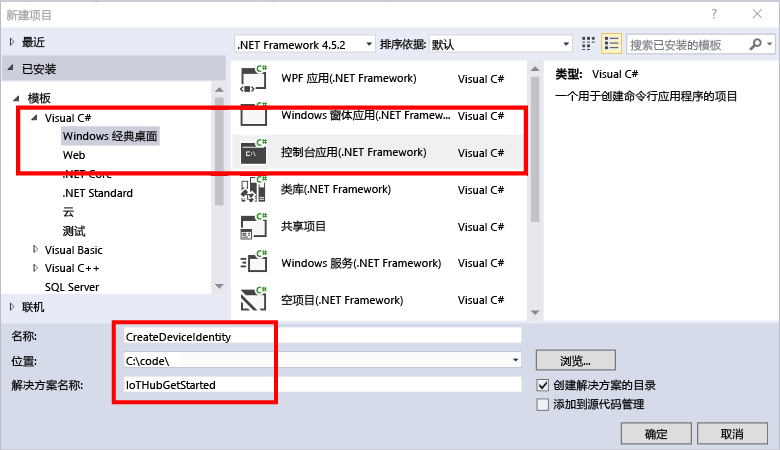 新建项目
? ×
最近
.NET Framework 4.5.2 排序依据: 默认 搜索已安装的模板
已安装
模板
Visual C#
Windows 经典桌面
Web
.NET Core
.NET Standard
云
测试
Visual Basic
Visual C++
SQL Server
联机
WPF 应用(.NET Framework) Visual C#
Windows 窗体应用(.NET Framew... Visual C#
控制台应用(.NET Framework) Visual C#
类库(.NET Framework) Visual C#
共享项目 Visual C#
Windows 服务(.NET Framework) Visual C#
空项目(.NET Framework) Visual C#
类型: Visual C#
一个用于创建命令行应用程序的项目
名称: CreateDeviceIdentity
位置: C:\code\ 浏览...
解决方案名称: IoTHubGetStarted
创建解决方案的目录
添加到源代码管理
确定 取消